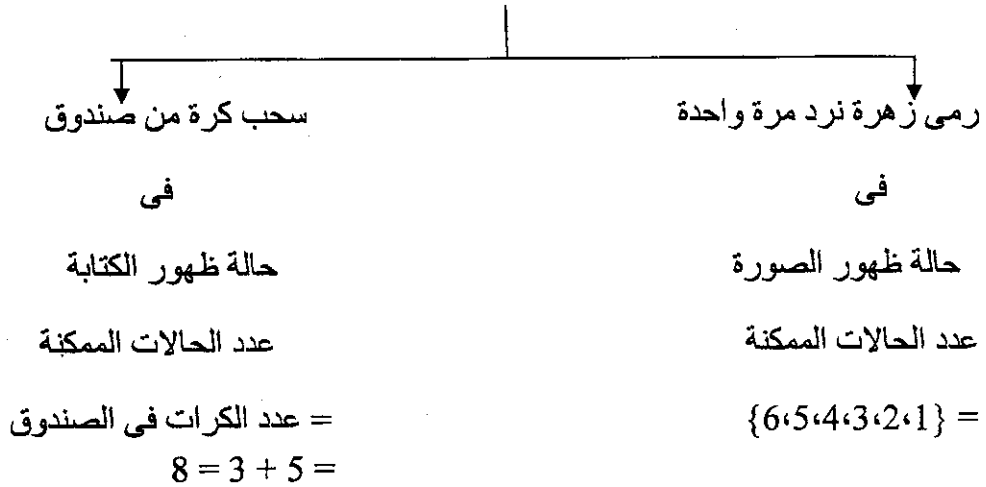 رمى زهرة نرد مرة واحدة
فى
حالة ظهور الصورة
عدد الحالات الممكنة
= {1،2،3،4،5،6}
سحب كرة من صندوق
فى
حالة ظهور الكتابة
عدد الحالات الممكنة
= عدد الكرات فى الصندوق
= 5 + 3 = 8